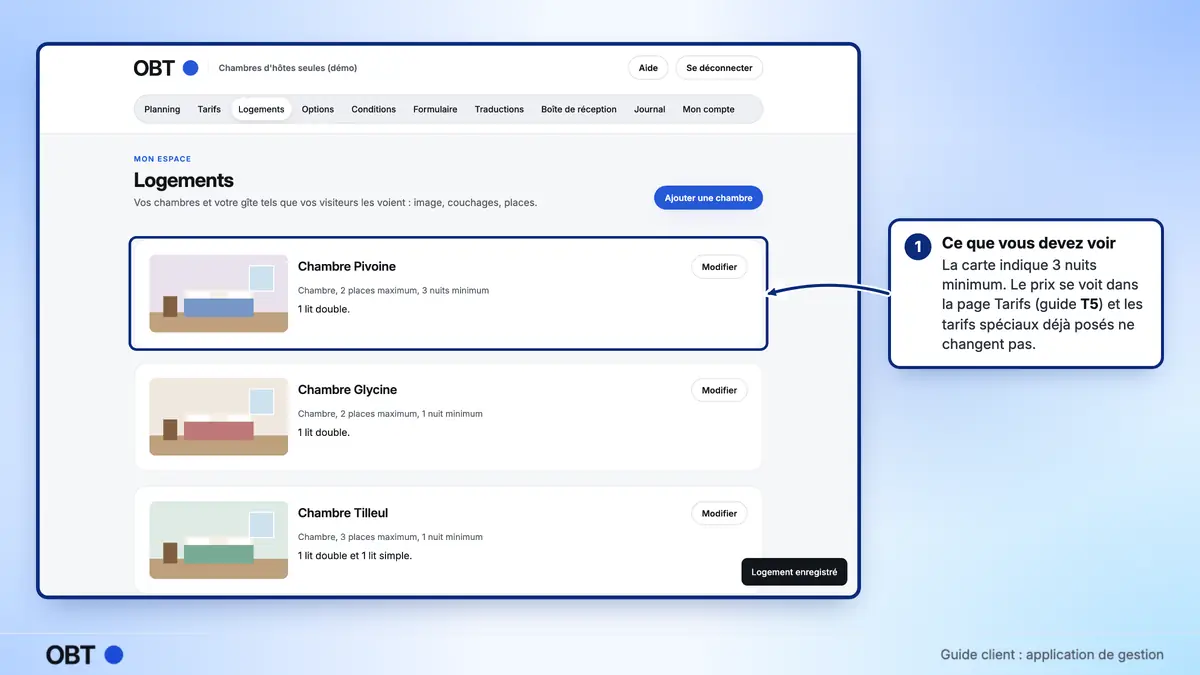 OBT
Chambres d'hôtes seules (démo)
Aide
Se déconnecter
Planning
Tarifs
Logements
Options
Conditions
Formulaire
Traductions
Boîte de réception
Journal
Mon compte
MON ESPACE
Logements
Vos chambres et votre gîte tels que vos visiteurs les voient : image, couchages, places.
Ajouter une chambre
Chambre Pivoine
Modifier
Chambre, 2 places maximum, 3 nuits minimum
1 lit double.
Chambre Glycine
Modifier
Chambre, 2 places maximum, 1 nuit minimum
1 lit double.
Chambre Tilleul
Modifier
Chambre, 3 places maximum, 1 nuit minimum
1 lit double et 1 lit simple.
Logement enregistré
1
Ce que vous devez voir
La carte indique 3 nuits
minimum. Le prix se voit dans
la page Tarifs (guide T5) et les
tarifs spéciaux déjà posés ne
changent pas.
OBT
Guide client : application de gestion